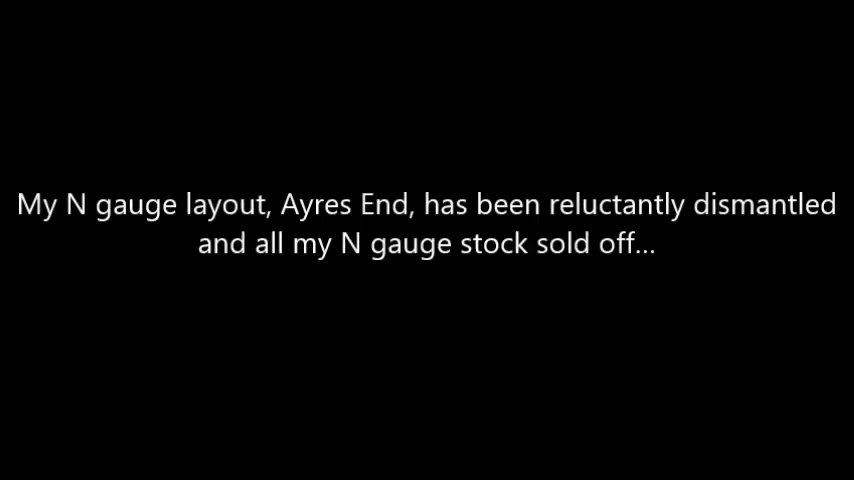 My N gauge layout, Ayres End, has been reluctantly dismantled
and all my N gauge stock sold off...